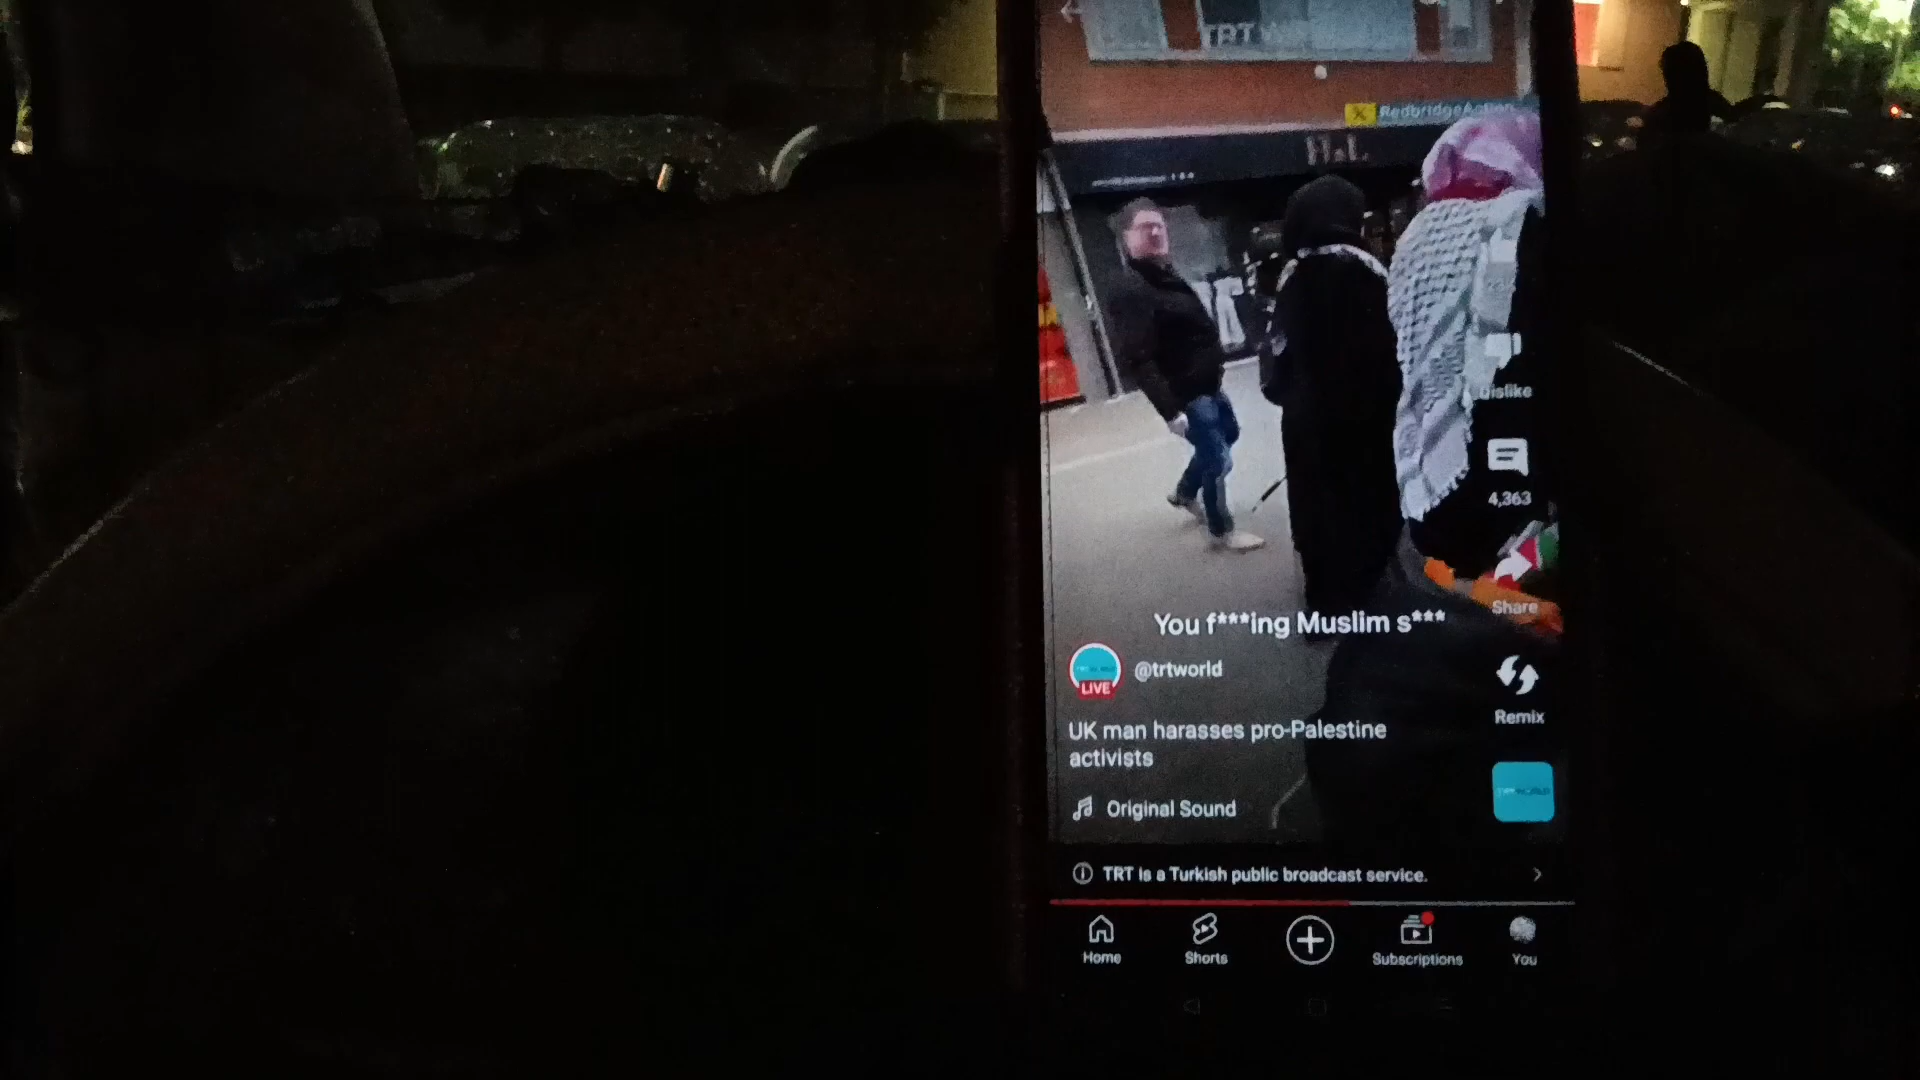 TRT W
RedbridgeAction
H&L
Dislike
4,363
Share
You f***ing Muslim s***
LIVE
@trtworld
Remix
UK man harasses pro-Palestine
activists
Original Sound
TRT is a Turkish public broadcast service.
Home
Shorts
Subscriptions
You